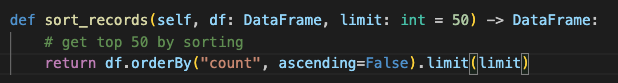 def sort_records(self, df: DataFrame, limit: int = 50) -> DataFrame:
    # get top 50 by sorting
    return df.orderBy("count", ascending=False).limit(limit)